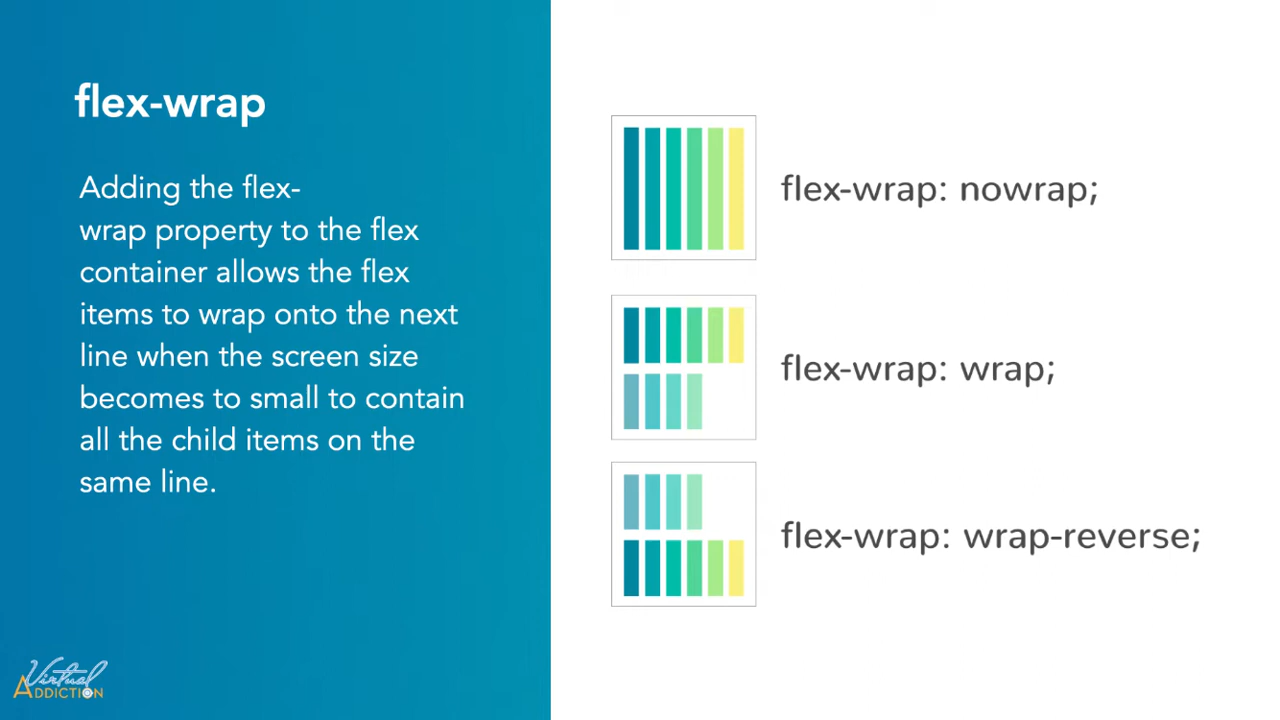 flex-wrap
Adding the flex-
wrap property to the flex
container allows the flex
items to wrap onto the next
line when the screen size
becomes to small to contain
all the child items on the
same line.
flex-wrap: nowrap;
flex-wrap: wrap;
flex-wrap: wrap-reverse;
Virtual
ADDICTION